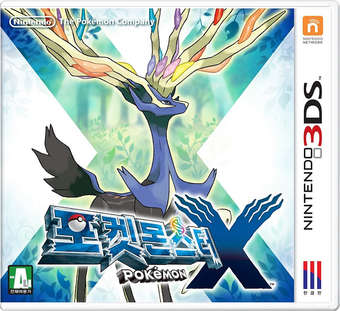 Nintendo The Pokémon Company
NINTENDO
NETWORK
NINTENDO 3DS
포켓몬스터 X
POKéMON
전체이용가
한글판